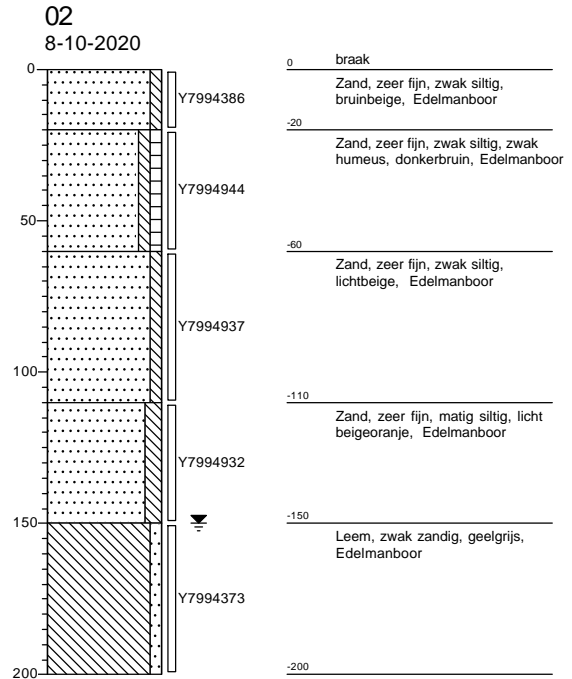 02
8-10-2020
0
50
100
150
200
Y7994386
Y7994944
Y7994937
Y7994932
Y7994373
0
braak
Zand, zeer fijn, zwak siltig,
bruinbeige, Edelmanboor
-20
Zand, zeer fijn, zwak siltig, zwak
humeus, donkerbruin, Edelmanboor
-60
Zand, zeer fijn, zwak siltig,
lichtbeige, Edelmanboor
-110
Zand, zeer fijn, matig siltig, licht
beigeoranje, Edelmanboor
-150
Leem, zwak zandig, geelgrijs,
Edelmanboor
-200